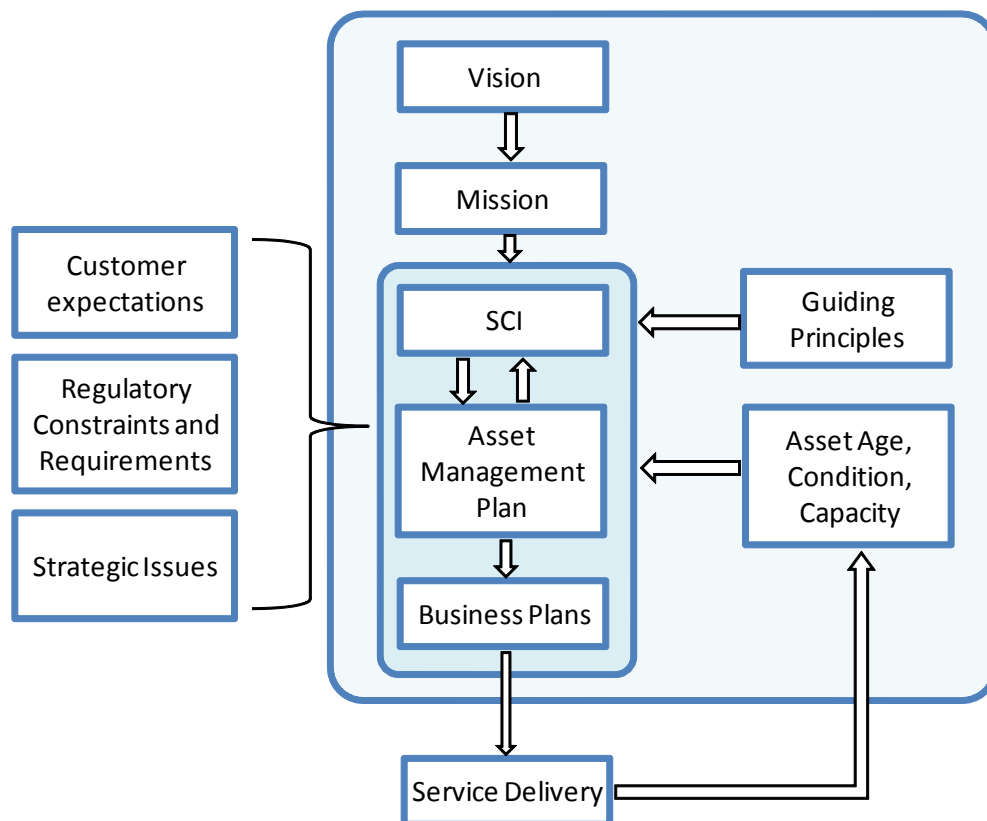 Vision
Mission
Customer
expectations
Regulatory
Constraints and
Requirements
Strategic Issues
SCI
Asset
Management
Plan
Business Plans
Guiding
Principles
Asset Age,
Condition,
Capacity
Service Delivery